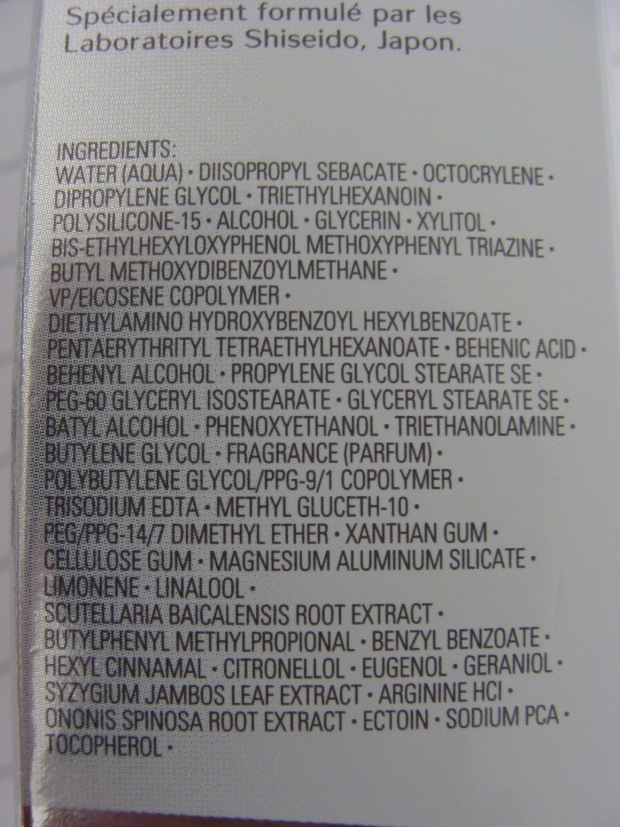 Spécialement formulé par les
Laboratoires Shiseido, Japon.
INGREDIENTS:
WATER (AQUA) • DIISOPROPYL SEBACATE • OCTOCRYLENE •
DIPROPYLENE GLYCOL • TRIETHYLHEXANOIN •
POLYSILICONE-15 • ALCOHOL • GLYCERIN • XYLITOL •
BIS-ETHYLHEXYLOXYPHENOL METHOXYPHENYL TRIAZINE •
BUTYL METHOXYDIBENZOYLMETHANE •
VP/EICOSENE COPOLYMER •
DIETHYLAMINO HYDROXYBENZOYL HEXYLBENZOATE •
PENTAERYTHRITYL TETRAETHYLHEXANOATE • BEHENIC ACID •
BEHENYL ALCOHOL • PROPYLENE GLYCOL STEARATE SE •
PEG-60 GLYCERYL ISOSTEARATE • GLYCERYL STEARATE SE •
BATYL ALCOHOL • PHENOXYETHANOL • TRIETHANOLAMINE •
BUTYLENE GLYCOL • FRAGRANCE (PARFUM) •
POLYBUTYLENE GLYCOL/PPG-9/1 COPOLYMER •
TRISODIUM EDTA • METHYL GLUCETH-10 •
PEG/PPG-14/7 DIMETHYL ETHER • XANTHAN GUM •
CELLULOSE GUM • MAGNESIUM ALUMINUM SILICATE •
LIMONENE • LINALOOL •
SCUTELLARIA BAICALENSIS ROOT EXTRACT •
BUTYLPHENYL METHYLPROPIONAL • BENZYL BENZOATE •
HEXYL CINNAMAL • CITRONELLOL • EUGENOL • GERANIOL •
SYZYGIUM JAMBOS LEAF EXTRACT • ARGININE HCl •
ONONIS SPINOSA ROOT EXTRACT • ECTOIN • SODIUM PCA •
TOCOPHEROL •